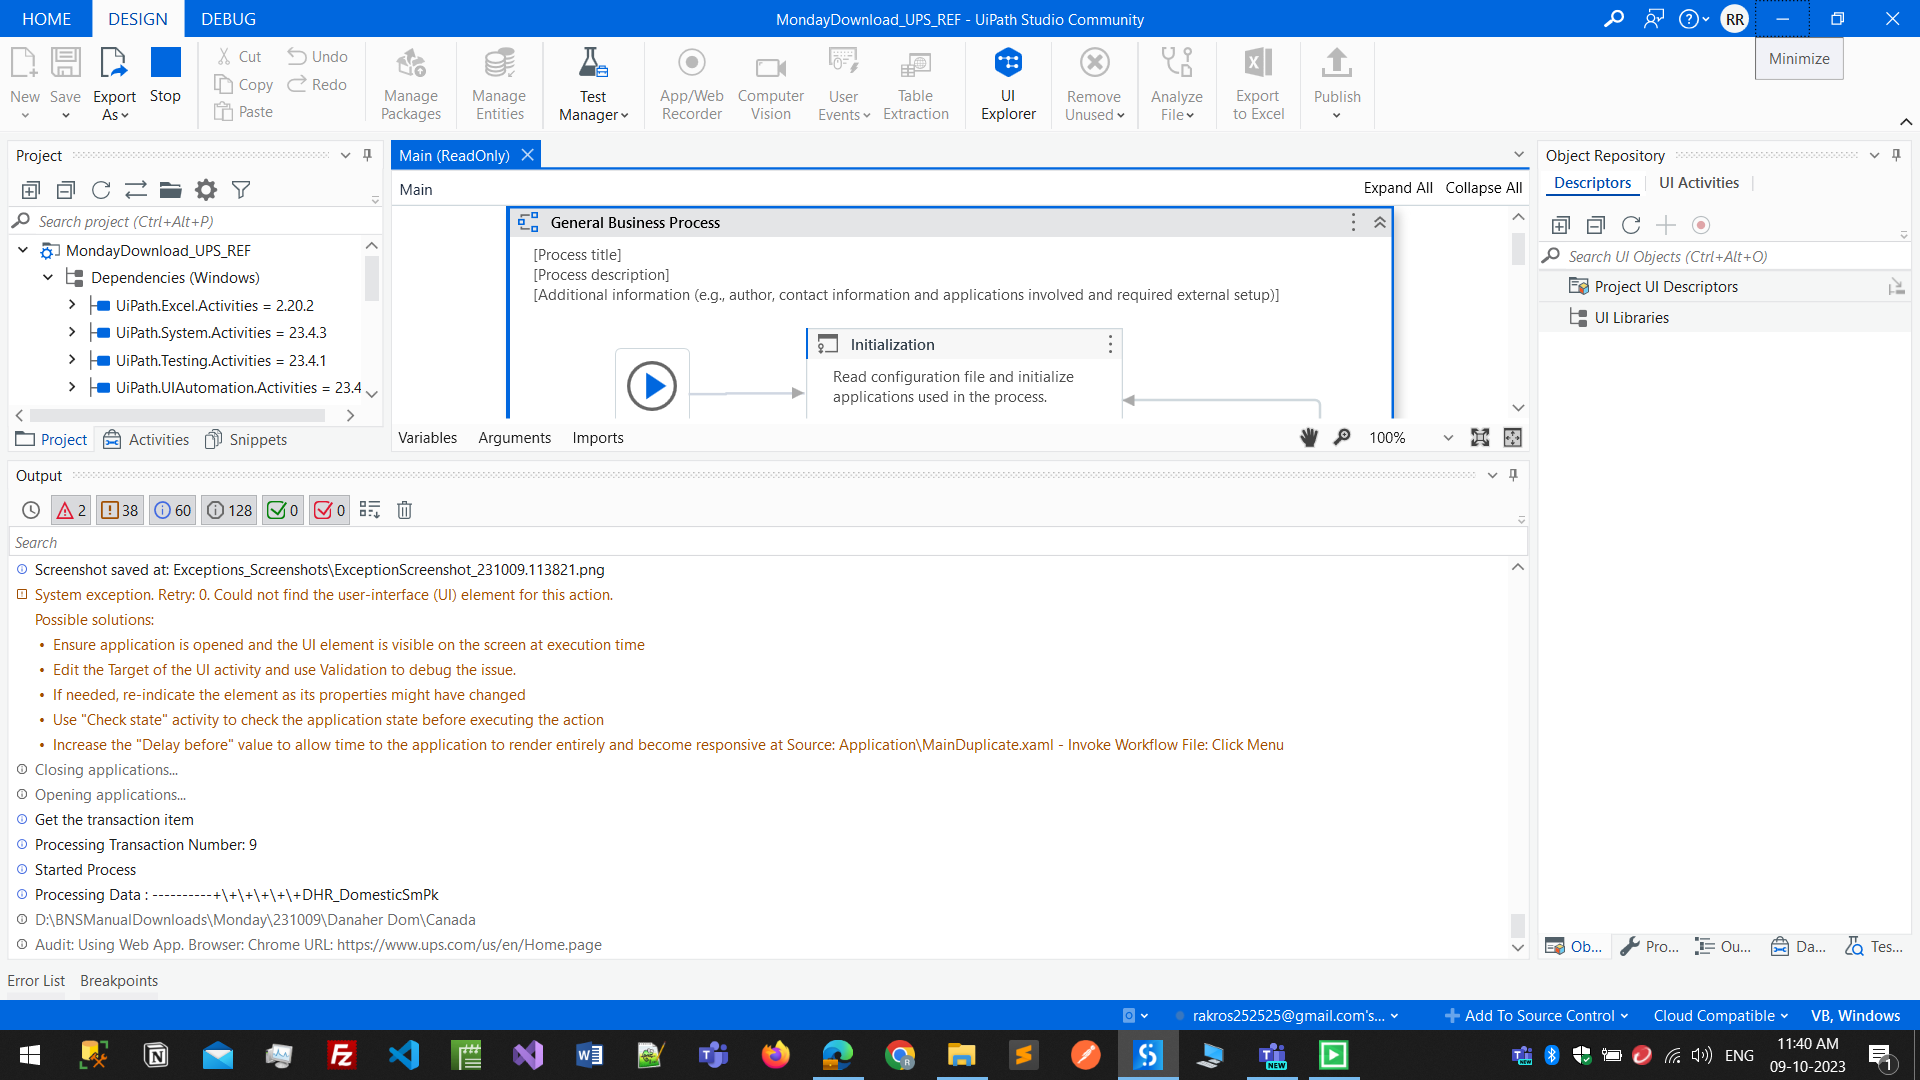 HOME
DESIGN
DEBUG
MondayDownload_UPS_REF - UiPath Studio Community
RR
Minimize
New
Save
Export As
Stop
Cut
Copy
Paste
Undo
Redo
Manage Packages
Manage Entities
Test Manager
App/Web Recorder
Computer Vision
User Events
Table Extraction
UI Explorer
Remove Unused
Analyze File
Export to Excel
Publish
Project
Search project (Ctrl+Alt+P)
MondayDownload_UPS_REF
Dependencies (Windows)
UiPath.Excel.Activities = 2.20.2
UiPath.System.Activities = 23.4.3
UiPath.Testing.Activities = 23.4.1
UiPath.UIAutomation.Activities = 23.4
Project
Activities
Snippets
Main (ReadOnly)
Main
Expand All
Collapse All
General Business Process
[Process title]
[Process description]
[Additional information (e.g., author, contact information and applications involved and required external setup)]
Initialization
Read configuration file and initialize
applications used in the process.
Variables
Arguments
Imports
100%
Object Repository
Descriptors
UI Activities
Search UI Objects (Ctrl+Alt+O)
Project UI Descriptors
UI Libraries
Output
2
38
60
128
0
0
Search
Screenshot saved at: Exceptions_Screenshots\ExceptionScreenshot_231009.113821.png
System exception. Retry: 0. Could not find the user-interface (UI) element for this action.
Possible solutions:
• Ensure application is opened and the UI element is visible on the screen at execution time
• Edit the Target of the UI activity and use Validation to debug the issue.
• If needed, re-indicate the element as its properties might have changed
• Use "Check state" activity to check the application state before executing the action
• Increase the "Delay before" value to allow time to the application to render entirely and become responsive at Source: Application\MainDuplicate.xaml - Invoke Workflow File: Click Menu
Closing applications...
Opening applications...
Get the transaction item
Processing Transaction Number: 9
Started Process
Processing Data : ----------+\+\+\+\+\+DHR_DomesticSmPk
D:\BNSManualDownloads\Monday\231009\Danaher Dom\Canada
Audit: Using Web App. Browser: Chrome URL: https://www.ups.com/us/en/Home.page
Ob...
Pro...
Ou...
Da...
Tes...
Error List
Breakpoints
rakros252525@gmail.com's...
Add To Source Control
Cloud Compatible
VB, Windows
NEW
NEW
ENG
11:40 AM
09-10-2023
1